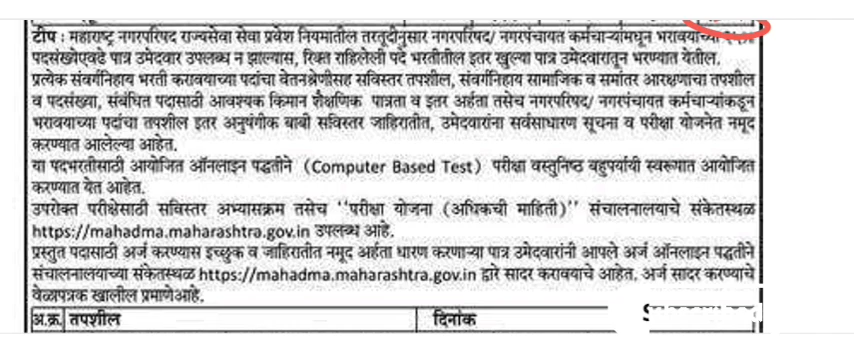 टीप : महाराष्ट्र नगरपरिषद राज्यसेवा सेवा प्रवेश नियमातील तरतूदीनुसार नगरपरिषद/ नगरपंचायत कर्मचाऱ्यांमधून भरावयाच्या
पदसंख्येएवढे पात्र उमेदवार उपलब्ध न झाल्यास, रिक्त राहिलेली पदे भरतीतील इतर खुल्या पात्र उमेदवारातून भरण्यात येतील.
प्रत्येक संवर्गनिहाय भरती करावयाच्या पदांचा वेतनश्रेणीसह सविस्तर तपशील, संवर्गनिहाय सामाजिक व समांतर आरक्षणाचा तपशील
व पदसंख्या, संबंधित पदासाठी आवश्यक किमान शैक्षणिक पात्रता व इतर अर्हता तसेच नगरपरिषद/ नगरपंचायत कर्मचाऱ्यांकडून
भरावयाच्या पदांचा तपशील इतर अनुषंगीक बाबी सविस्तर जाहिरातीत, उमेदवारांना सर्वसाधारण सूचना व परीक्षा योजनेत नमूद
करण्यात आलेल्या आहेत.
या पदभरतीसाठी आयोजित ऑनलाइन पद्धतीने (Computer Based Test) परीक्षा वस्तुनिष्ठ बहुपर्यायी स्वरूपात आयोजित
करण्यात येत आहेत.
उपरोक्त परीक्षेसाठी सविस्तर अभ्यासक्रम तसेच ''परीक्षा योजना (अधिकची माहिती)'' संचालनालयाचे संकेतस्थळ
https://mahadma.maharashtra.gov.in उपलब्ध आहे.
प्रस्तुत पदासाठी अर्ज करण्यास इच्छुक व जाहिरातीत नमूद अर्हता धारण करणाऱ्या पात्र उमेदवारांनी आपले अर्ज ऑनलाइन पद्धतीने
संचालनालयाच्या संकेतस्थळ https://mahadma.maharashtra.gov.in द्वारे सादर करावयाचे आहेत. अर्ज सादर करण्याचे
वेळापत्रक खालील प्रमाणेआहे.
अ.क्र. तपशील दिनांक